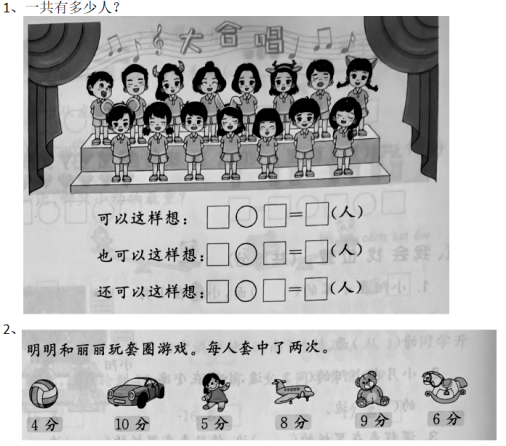 1、一共有多少人？
大合唱
可以这样想：□○□=□(人)
也可以这样想：□○□=□(人)
还可以这样想：□○□=□(人)
2、
明明和丽丽玩套圈游戏。每人套中了两次。
4分 10分 5分 8分 9分 6分